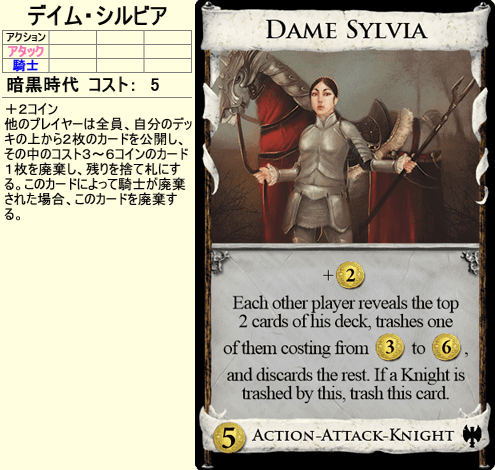 デイム・シルビア
アクション
アタック
騎士
暗黒時代 コスト： 5
＋２コイン
他のプレイヤーは全員、自分のデッ
キの上から２枚のカードを公開し、
その中のコスト３～６コインのカード
１枚を廃棄し、残りを捨て札にす
る。このカードによって騎士が廃棄
された場合、このカードを廃棄す
る。
DAME SYLVIA
+ 2
Each other player reveals the top
2 cards of his deck, trashes one
of them costing from 3 to 6 ,
and discards the rest. If a Knight is
trashed by this, trash this card.
5 ACTION-ATTACK-KNIGHT